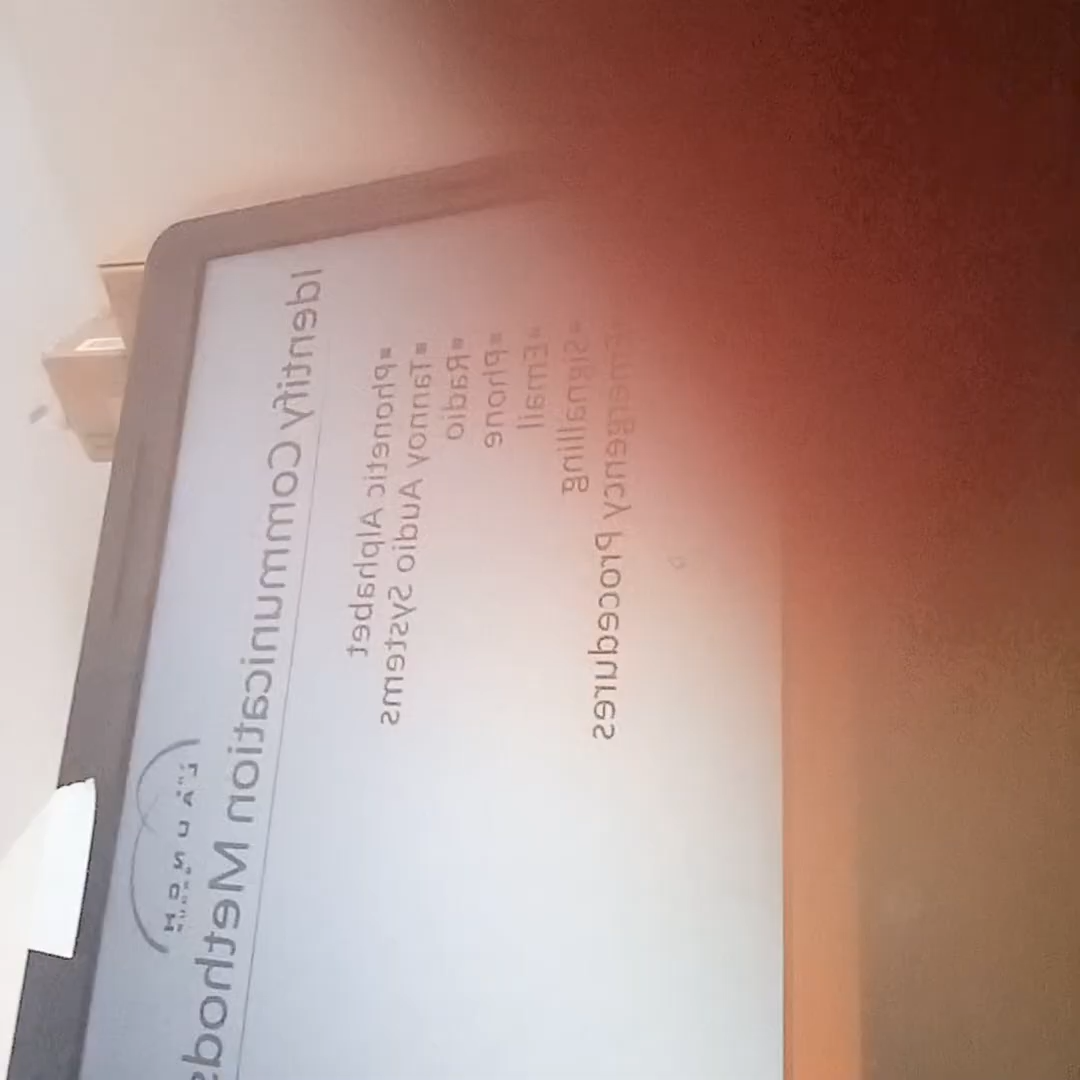 Identify Communication Methods
▪phonetic Alphabet
▪Tannoy Audio Systems
▪Radio
▪phone
▪Email
▪Signalling
Emergency procedures